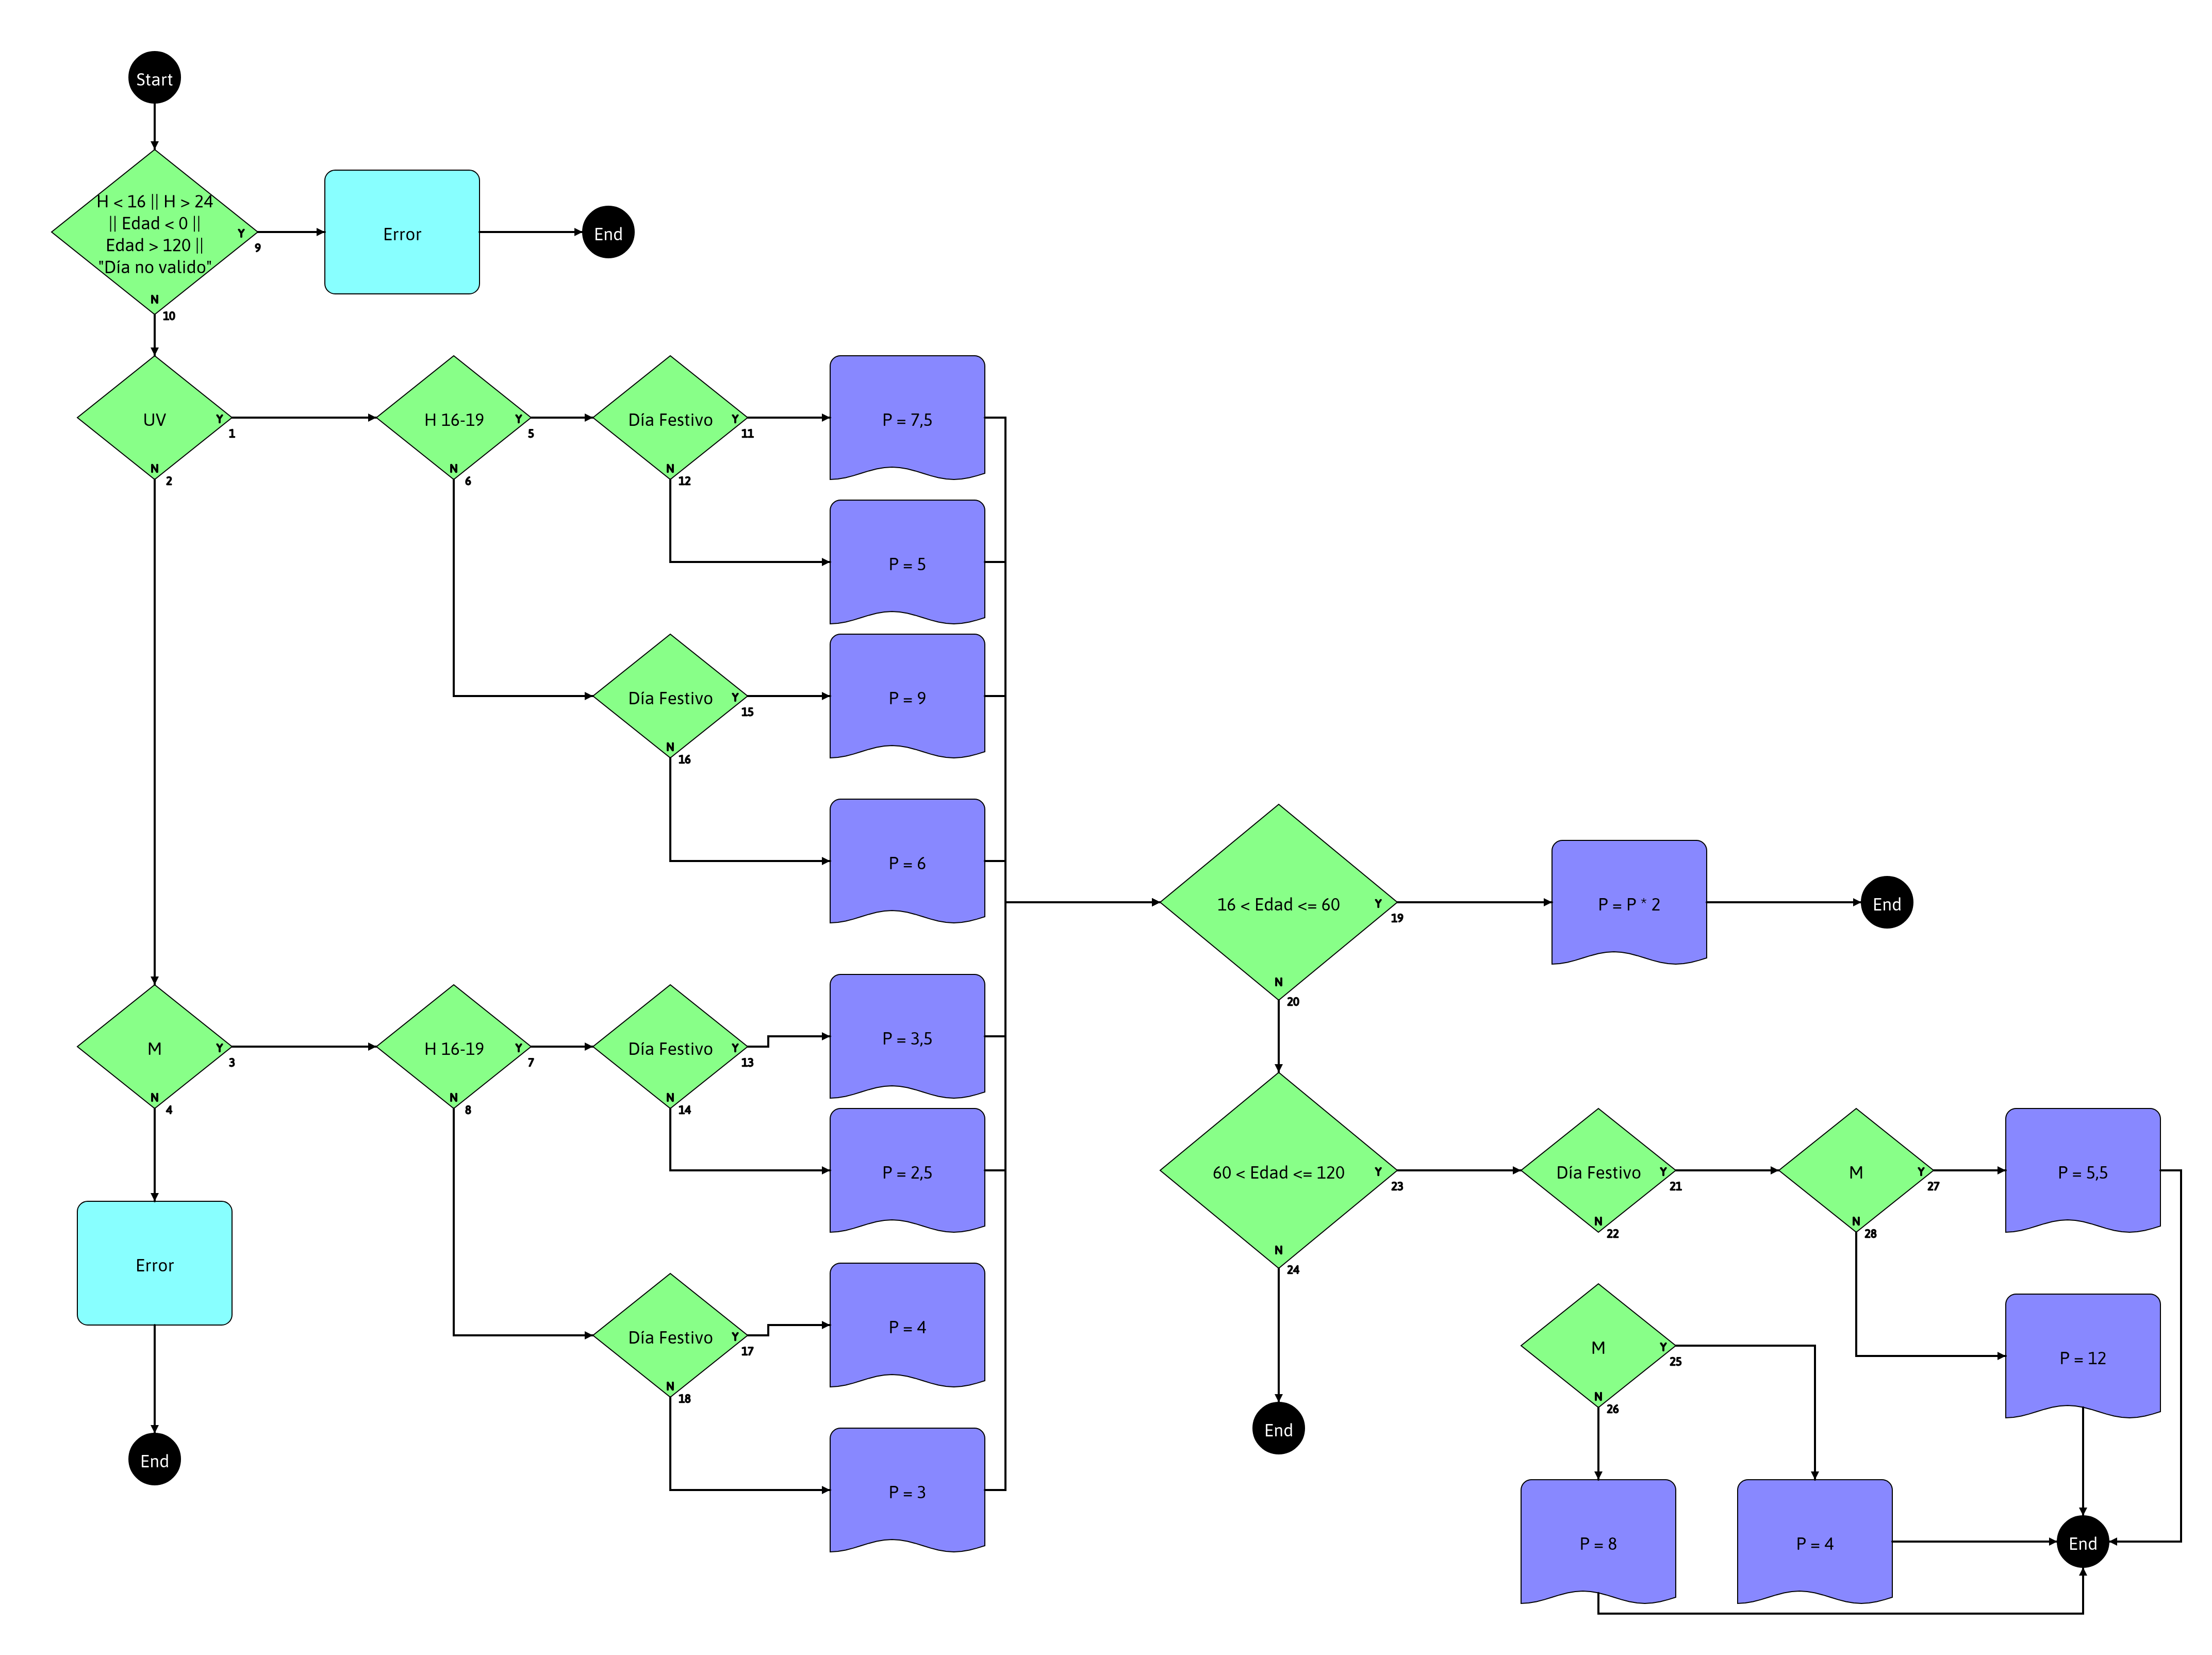 Start
H < 16 || H > 24
|| Edad < 0 ||
Edad > 120 ||
"Día no valido"
Y
9
N
10
Error
End
UV
Y
1
N
2
H 16-19
Y
5
N
6
Día Festivo
Y
11
N
12
P = 7,5
P = 5
Día Festivo
Y
15
N
16
P = 9
P = 6
16 < Edad <= 60
Y
19
N
20
P = P * 2
End
M
Y
3
N
4
H 16-19
Y
7
N
8
Día Festivo
Y
13
N
14
P = 3,5
P = 2,5
60 < Edad <= 120
Y
23
N
24
Día Festivo
Y
21
N
22
M
Y
27
N
28
P = 5,5
P = 12
Error
End
Día Festivo
Y
17
N
18
P = 4
P = 3
End
M
Y
25
N
26
P = 8
P = 4
End